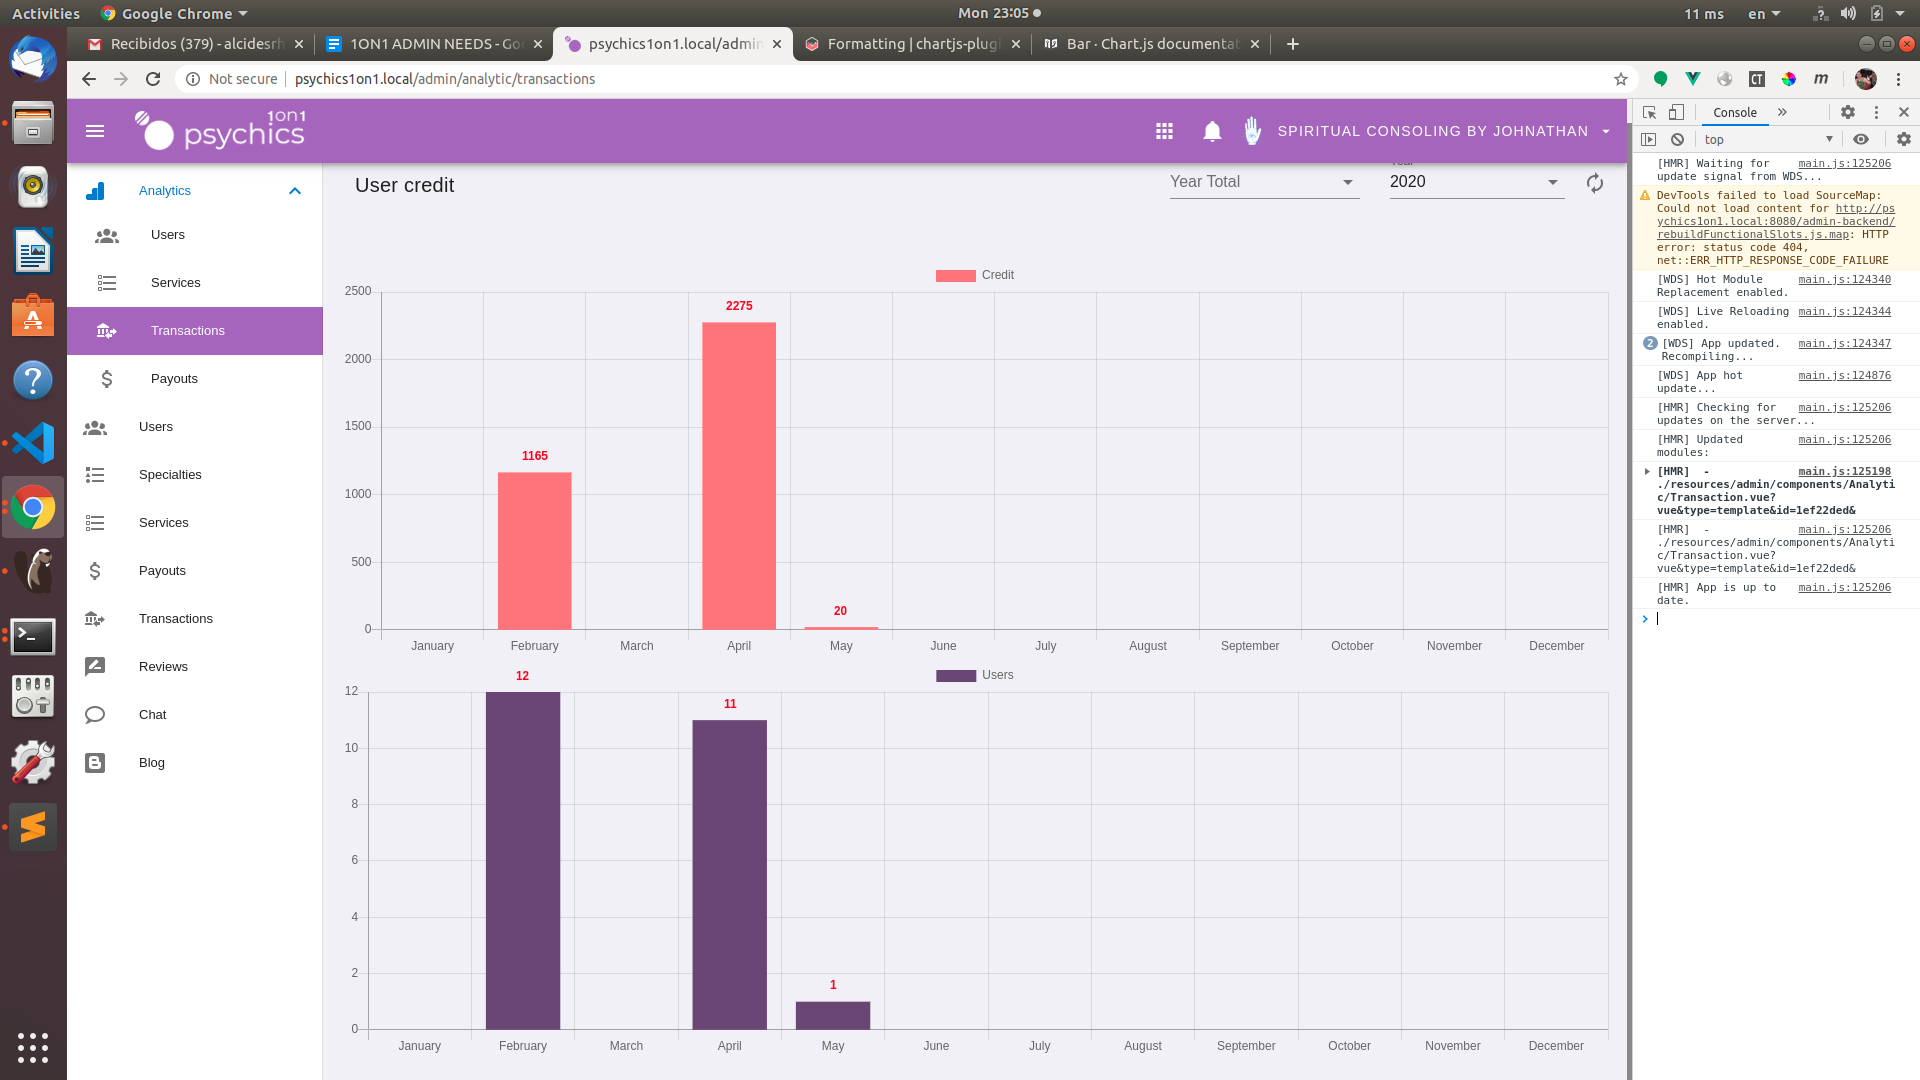 Activities
Google Chrome
Mon 23:05
11 ms
en
Recibidos (379) - alcidesrh
1ON1 ADMIN NEEDS - Goo
psychics1on1.local/admin
Formatting | chartjs-plugi
Bar · Chart.js documentat
Not secure
psychics1on1.local/admin/analytic/transactions
CT
m
1on1
psychics
SPIRITUAL CONSOLING BY JOHNATHAN
Analytics
Users
Services
Transactions
Payouts
Users
Specialties
Services
Payouts
Transactions
Reviews
Chat
Blog
User credit
Year Total
Year
2020
Credit
2500
2000
1500
1000
500
0
1165
2275
20
January
February
March
April
May
June
July
August
September
October
November
December
Users
12
10
8
6
4
2
0
12
11
1
January
February
March
April
May
June
July
August
September
October
November
December
Console
top
[HMR] Waiting for main.js:125206
update signal from WDS...
DevTools failed to load SourceMap:
Could not load content for http://ps
ychics1on1.local:8080/admin-backend/
rebuildFunctionalSlots.js.map: HTTP
error: status code 404,
net::ERR_HTTP_RESPONSE_CODE_FAILURE
[WDS] Hot Module main.js:124340
Replacement enabled.
[WDS] Live Reloading main.js:124344
enabled.
2 [WDS] App updated. main.js:124347
Recompiling...
[WDS] App hot main.js:124876
update...
[HMR] Checking for main.js:125206
updates on the server...
[HMR] Updated main.js:125206
modules:
[HMR]  - main.js:125198
./resources/admin/components/Analyti
c/Transaction.vue?
vue&type=template&id=1ef22ded&
[HMR]  - main.js:125206
./resources/admin/components/Analyti
c/Transaction.vue?
vue&type=template&id=1ef22ded&
[HMR] App is up to main.js:125206
date.